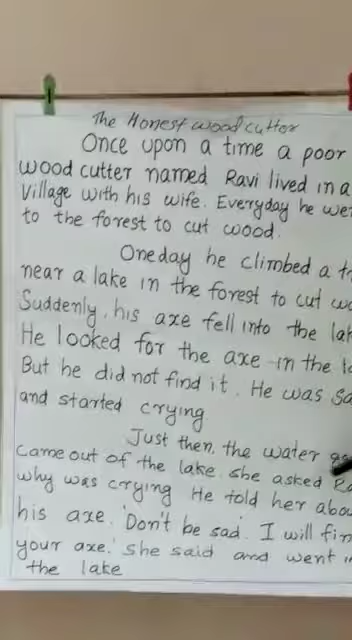 The Honest wood cutter
Once upon a time a poor
wood cutter named Ravi lived in a
village with his wife. Everyday he
to the forest to cut wood.
One day he climbed a
near a lake in the forest to cut
Suddenly, his axe fell into the
He looked for the axe in the
But he did not find it. He was
and started crying
Just then, the water
came out of the lake. she asked
why was crying He told her
his axe. 'Don't be sad. I will
your axe.' she said and went
the lake